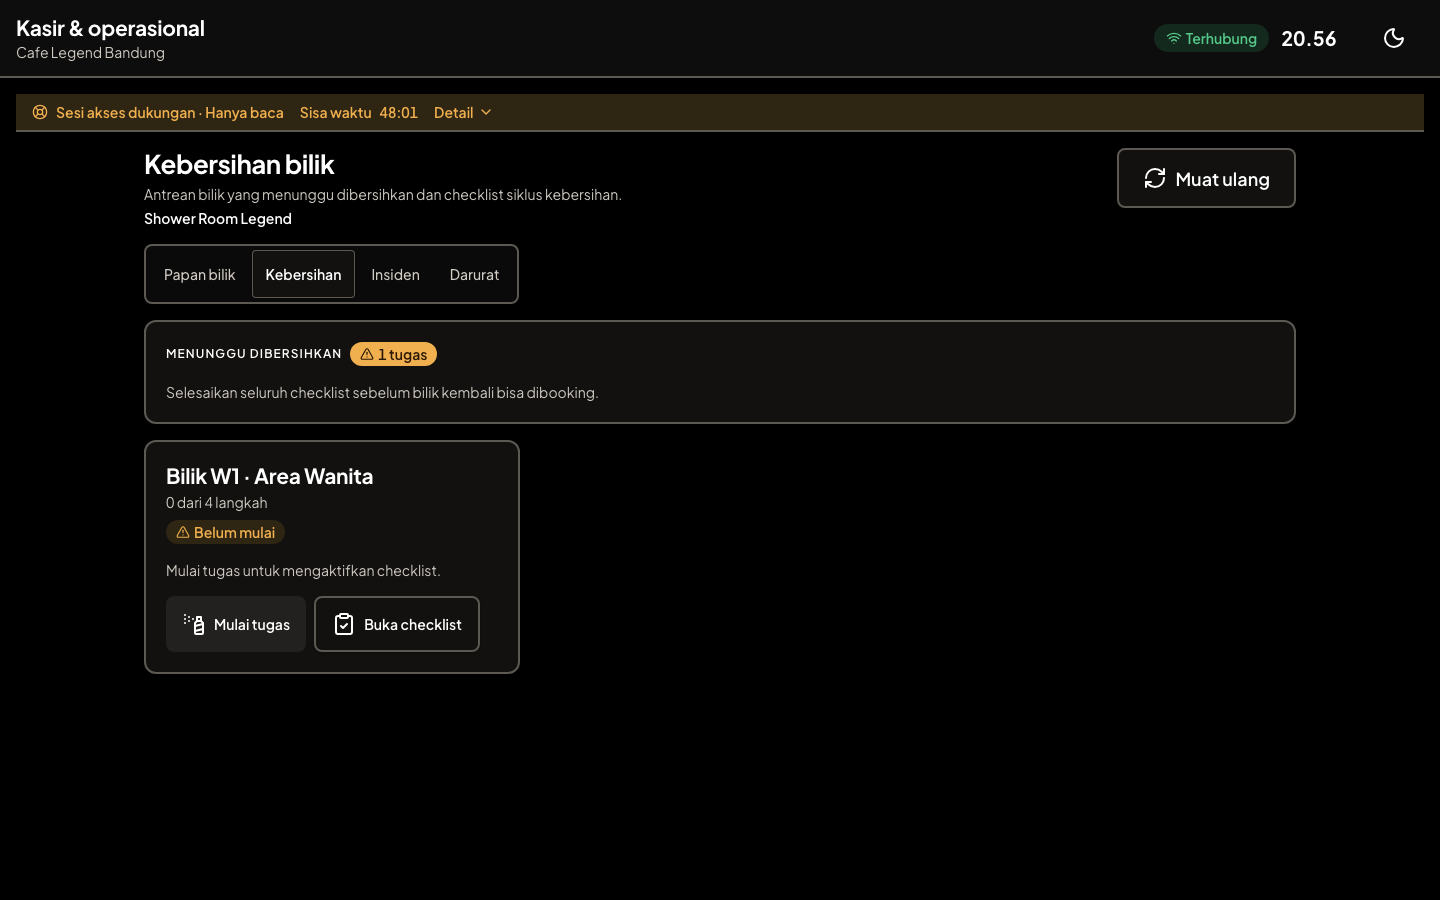 Kasir & operasional
Cafe Legend Bandung
Terhubung
20.56
Sesi akses dukungan · Hanya baca Sisa waktu 48:01 Detail
Kebersihan bilik
Antrean bilik yang menunggu dibersihkan dan checklist siklus kebersihan.
Shower Room Legend
Muat ulang
Papan bilik Kebersihan Insiden Darurat
MENUNGGU DIBERSIHKAN 1 tugas
Selesaikan seluruh checklist sebelum bilik kembali bisa dibooking.
Bilik W1 · Area Wanita
0 dari 4 langkah
Belum mulai
Mulai tugas untuk mengaktifkan checklist.
Mulai tugas Buka checklist